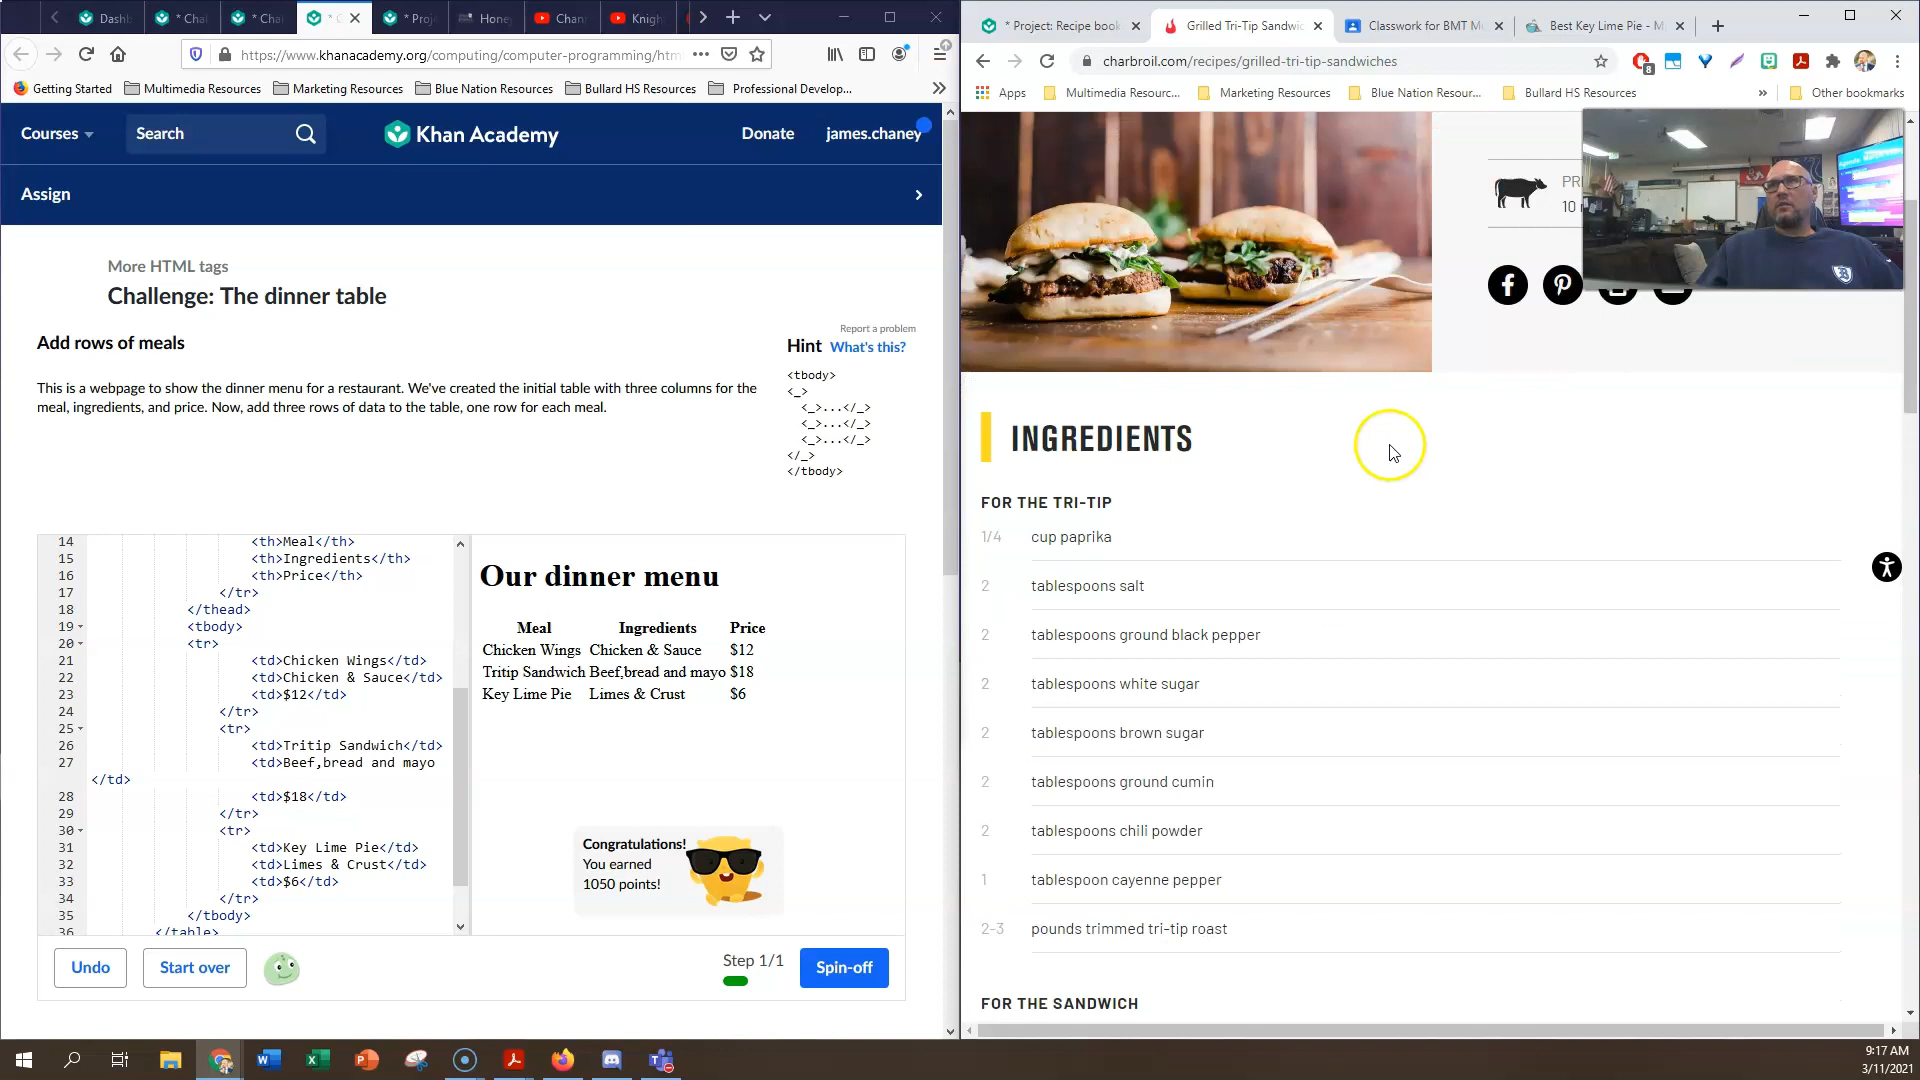 Dashb
* Chal
* Chal
* C
* Proje
Honey
Chann
Knigh
https://www.khanacademy.org/computing/computer-programming/html
Getting Started
Multimedia Resources
Marketing Resources
Blue Nation Resources
Bullard HS Resources
Professional Develop...
Courses
Search
Khan Academy
Donate
james.chaney
Assign
More HTML tags
Challenge: The dinner table
Add rows of meals
This is a webpage to show the dinner menu for a restaurant. We've created the initial table with three columns for the
meal, ingredients, and price. Now, add three rows of data to the table, one row for each meal.
Report a problem
Hint What's this?
<tbody>
<_>
<_>...</_>
<_>...</_>
<_>...</_>
</_>
</tbody>
14 <th>Meal</th>
15 <th>Ingredients</th>
16 <th>Price</th>
17 </tr>
18 </thead>
19 <tbody>
20 <tr>
21 <td>Chicken Wings</td>
22 <td>Chicken & Sauce</td>
23 <td>$12</td>
24 </tr>
25 <tr>
26 <td>Tritip Sandwich</td>
27 <td>Beef,bread and mayo
</td>
28 <td>$18</td>
29 </tr>
30 <tr>
31 <td>Key Lime Pie</td>
32 <td>Limes & Crust</td>
33 <td>$6</td>
34 </tr>
35 </tbody>
36 </table>
Our dinner menu
Meal Ingredients Price
Chicken Wings Chicken & Sauce $12
Tritip Sandwich Beef,bread and mayo $18
Key Lime Pie Limes & Crust $6
Congratulations!
You earned
1050 points!
Undo
Start over
Step 1/1
Spin-off
* Project: Recipe book
Grilled Tri-Tip Sandwic
Classwork for BMT Mu
Best Key Lime Pie - M
charbroil.com/recipes/grilled-tri-tip-sandwiches
8
Apps
Multimedia Resourc...
Marketing Resources
Blue Nation Resour...
Bullard HS Resources
»
Other bookmarks
PR
10
INGREDIENTS
FOR THE TRI-TIP
1/4 cup paprika
2 tablespoons salt
2 tablespoons ground black pepper
2 tablespoons white sugar
2 tablespoons brown sugar
2 tablespoons ground cumin
2 tablespoons chili powder
1 tablespoon cayenne pepper
2-3 pounds trimmed tri-tip roast
FOR THE SANDWICH
9:17 AM
3/11/2021